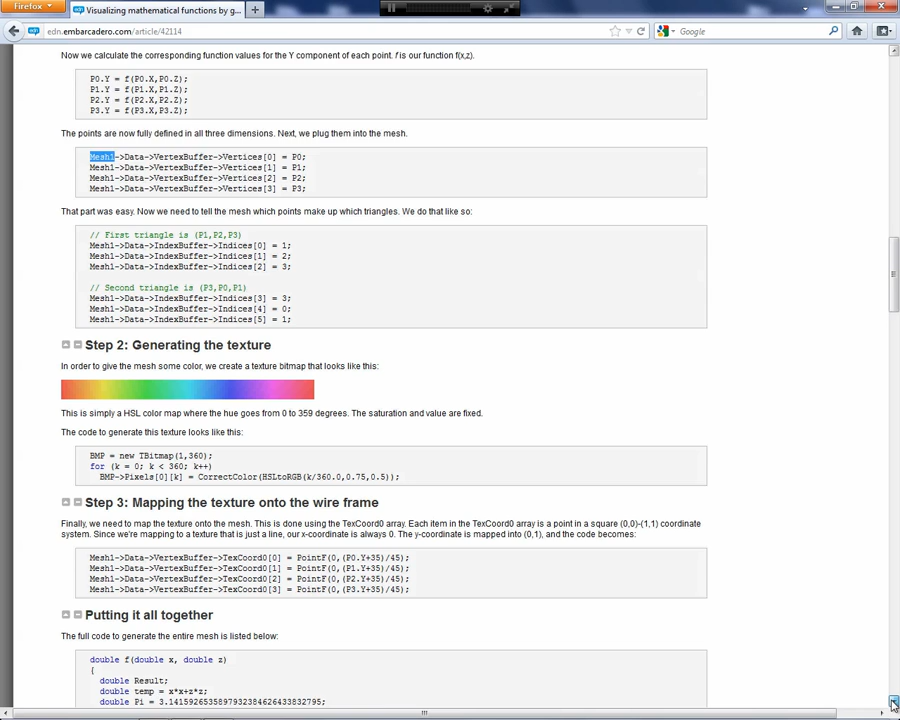 Firefox
Visualizing mathematical functions by g...
edn.embarcadero.com/article/42114
Google
Now we calculate the corresponding function values for the Y component of each point. f is our function f(x,z).
P0.Y = f(P0.X,P0.Z);
P1.Y = f(P1.X,P1.Z);
P2.Y = f(P2.X,P2.Z);
P3.Y = f(P3.X,P3.Z);
The points are now fully defined in all three dimensions. Next, we plug them into the mesh.
Mesh1->Data->VertexBuffer->Vertices[0] = P0;
Mesh1->Data->VertexBuffer->Vertices[1] = P1;
Mesh1->Data->VertexBuffer->Vertices[2] = P2;
Mesh1->Data->VertexBuffer->Vertices[3] = P3;
That part was easy. Now we need to tell the mesh which points make up which triangles. We do that like so:
// First triangle is (P1,P2,P3)
Mesh1->Data->IndexBuffer->Indices[0] = 1;
Mesh1->Data->IndexBuffer->Indices[1] = 2;
Mesh1->Data->IndexBuffer->Indices[2] = 3;
// Second triangle is (P3,P0,P1)
Mesh1->Data->IndexBuffer->Indices[3] = 3;
Mesh1->Data->IndexBuffer->Indices[4] = 0;
Mesh1->Data->IndexBuffer->Indices[5] = 1;
Step 2: Generating the texture
In order to give the mesh some color, we create a texture bitmap that looks like this:
This is simply a HSL color map where the hue goes from 0 to 359 degrees. The saturation and value are fixed.
The code to generate this texture looks like this:
BMP = new TBitmap(1,360);
for (k = 0; k < 360; k++)
BMP->Pixels[0][k] = CorrectColor(HSLtoRGB(k/360.0,0.75,0.5));
Step 3: Mapping the texture onto the wire frame
Finally, we need to map the texture onto the mesh. This is done using the TexCoord0 array. Each item in the TexCoord0 array is a point in a square (0,0)-(1,1) coordinate
system. Since we're mapping to a texture that is just a line, our x-coordinate is always 0. The y-coordinate is mapped into (0,1), and the code becomes:
Mesh1->Data->VertexBuffer->TexCoord0[0] = PointF(0,(P0.Y+35)/45);
Mesh1->Data->VertexBuffer->TexCoord0[1] = PointF(0,(P1.Y+35)/45);
Mesh1->Data->VertexBuffer->TexCoord0[2] = PointF(0,(P2.Y+35)/45);
Mesh1->Data->VertexBuffer->TexCoord0[3] = PointF(0,(P3.Y+35)/45);
Putting it all together
The full code to generate the entire mesh is listed below:
double f(double x, double z)
{
double Result;
double temp = x*x+z*z;
double Pi = 3.1415926535897932384626433832795;